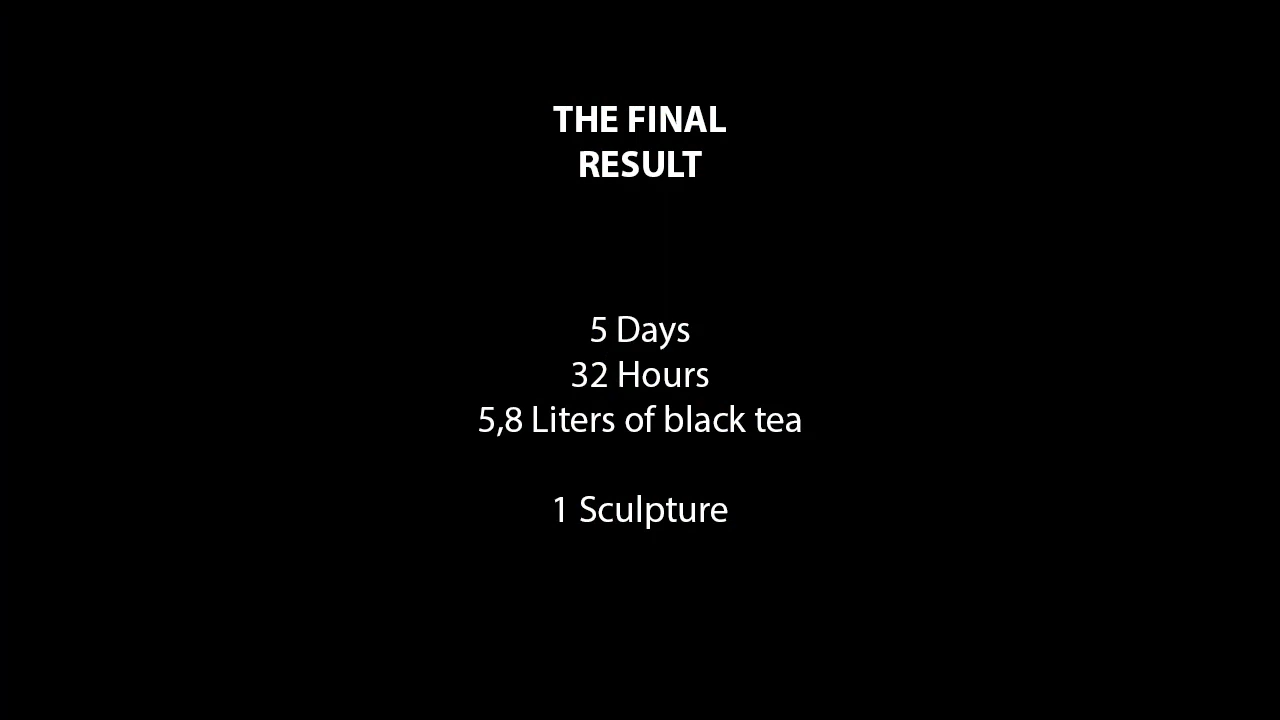 THE FINAL
RESULT
5 Days
32 Hours
5,8 Liters of black tea
1 Sculpture